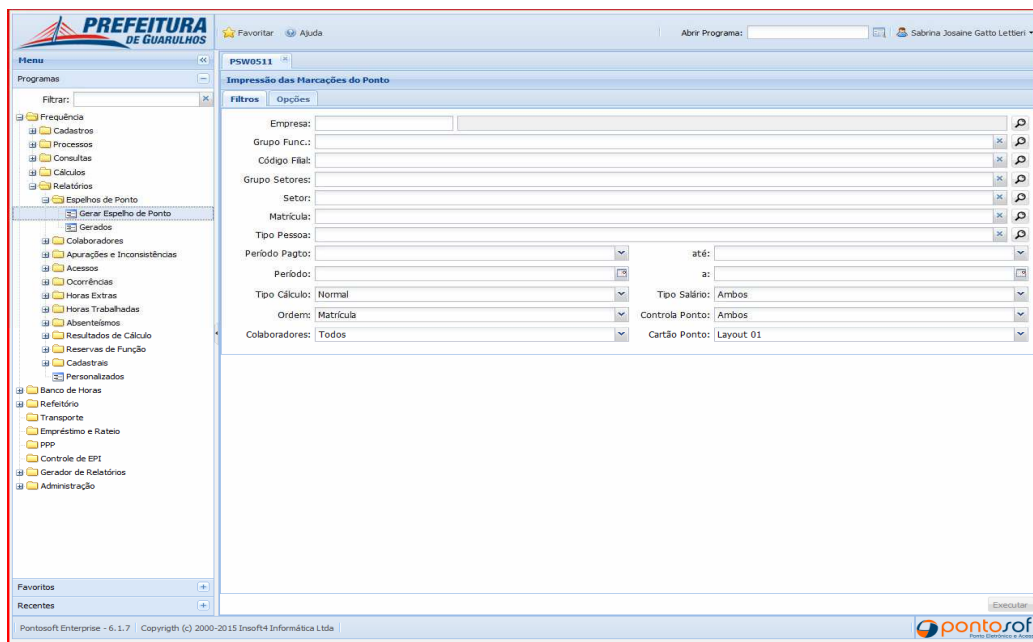 PREFEITURA
DE GUARULHOS
Favoritar Ajuda Abrir Programa: Sabrina Josaine Gatto Lettieri
Menu
PSW0511
Programas
Impressão das Marcações do Ponto
Filtrar:
Filtros Opções
Frequência
Cadastros
Processos
Consultas
Cálculos
Relatórios
Espelhos de Ponto
Gerar Espelho de Ponto
Gerados
Colaboradores
Apurações e Inconsistências
Acessos
Ocorrências
Horas Extras
Horas Trabalhadas
Absenteísmos
Resultados de Cálculo
Reservas de Função
Cadastrais
Personalizados
Banco de Horas
Refeitório
Transporte
Empréstimo e Rateio
PPP
Controle de EPI
Gerador de Relatórios
Administração
Empresa:
Grupo Func.:
Código Filial:
Grupo Setores:
Setor:
Matrícula:
Tipo Pessoa:
Período Pagto: até:
Período: a:
Tipo Cálculo: Normal Tipo Salário: Ambos
Ordem: Matrícula Controla Ponto: Ambos
Colaboradores: Todos Cartão Ponto: Layout 01
Favoritos
Recentes
Executar
Pontosoft Enterprise - 6.1.7 Copyrigth (c) 2000-2015 Insoft4 Informática Ltda
pontosof
Ponto Eletrônico e Acess